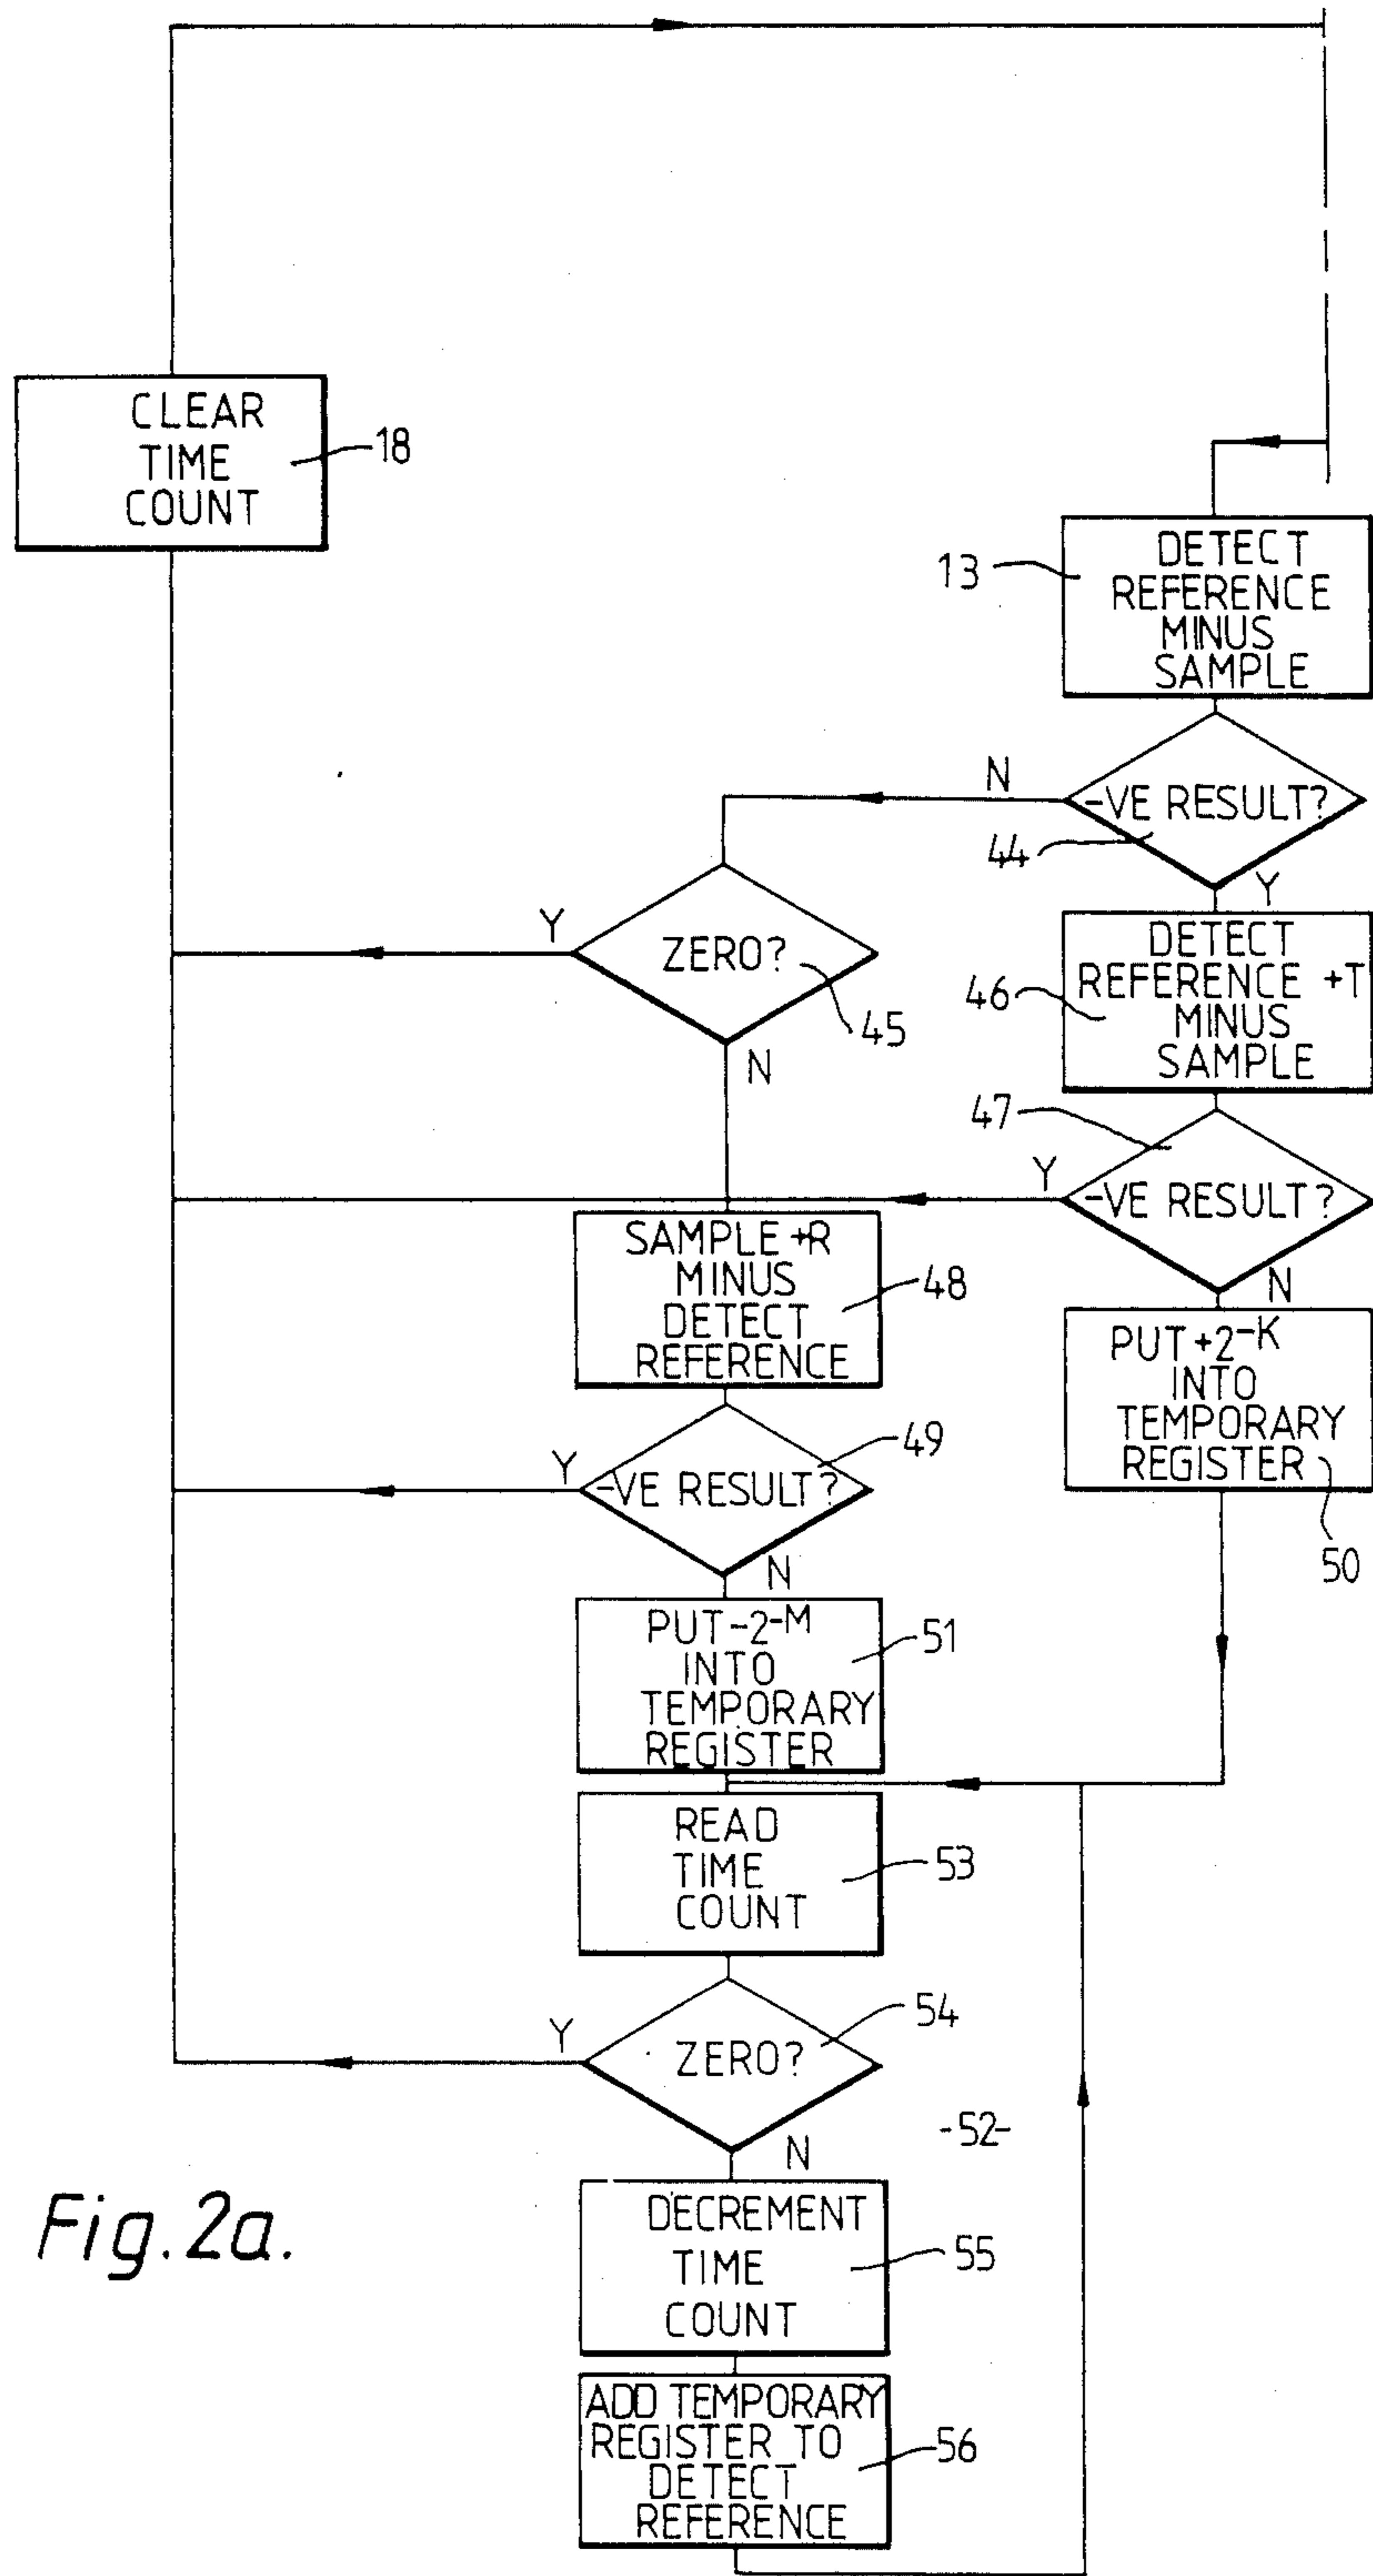 CLEAR
TIME
COUNT
18
DETECT
REFERENCE
MINUS
SAMPLE
13
-VE RESULT?
44
N
Y
ZERO?
45
Y
N
DETECT
REFERENCE +T
MINUS
SAMPLE
46
47
-VE RESULT?
Y
N
SAMPLE +R
MINUS
DETECT
REFERENCE
48
PUT +2-K
INTO
TEMPORARY
REGISTER
50
-VE RESULT?
49
Y
N
PUT -2-M
INTO
TEMPORARY
REGISTER
51
READ
TIME
COUNT
53
ZERO?
54
Y
N
-52-
DECREMENT
TIME
COUNT
55
ADD TEMPORARY
REGISTER TO
DETECT
REFERENCE
56
Fig. 2a.